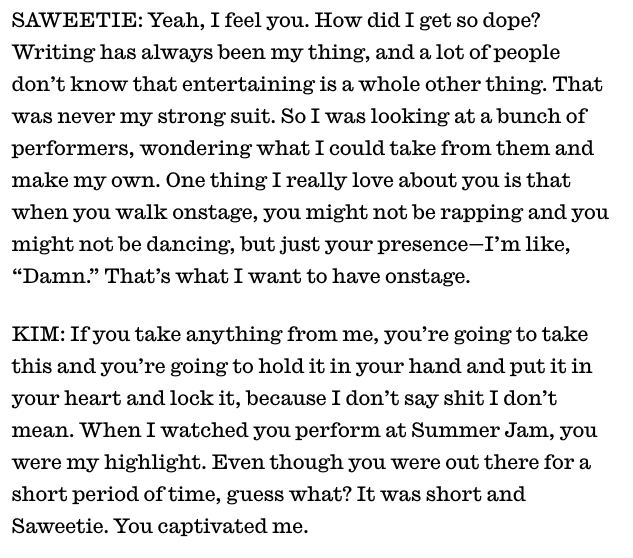 SAWEETIE: Yeah, I feel you. How did I get so dope?
Writing has always been my thing, and a lot of people
don’t know that entertaining is a whole other thing. That
was never my strong suit. So I was looking at a bunch of
performers, wondering what I could take from them and
make my own. One thing I really love about you is that
when you walk onstage, you might not be rapping and you
might not be dancing, but just your presence—I’m like,
“Damn.” That’s what I want to have onstage.
KIM: If you take anything from me, you’re going to take
this and you’re going to hold it in your hand and put it in
your heart and lock it, because I don’t say shit I don’t
mean. When I watched you perform at Summer Jam, you
were my highlight. Even though you were out there for a
short period of time, guess what? It was short and
Saweetie. You captivated me.